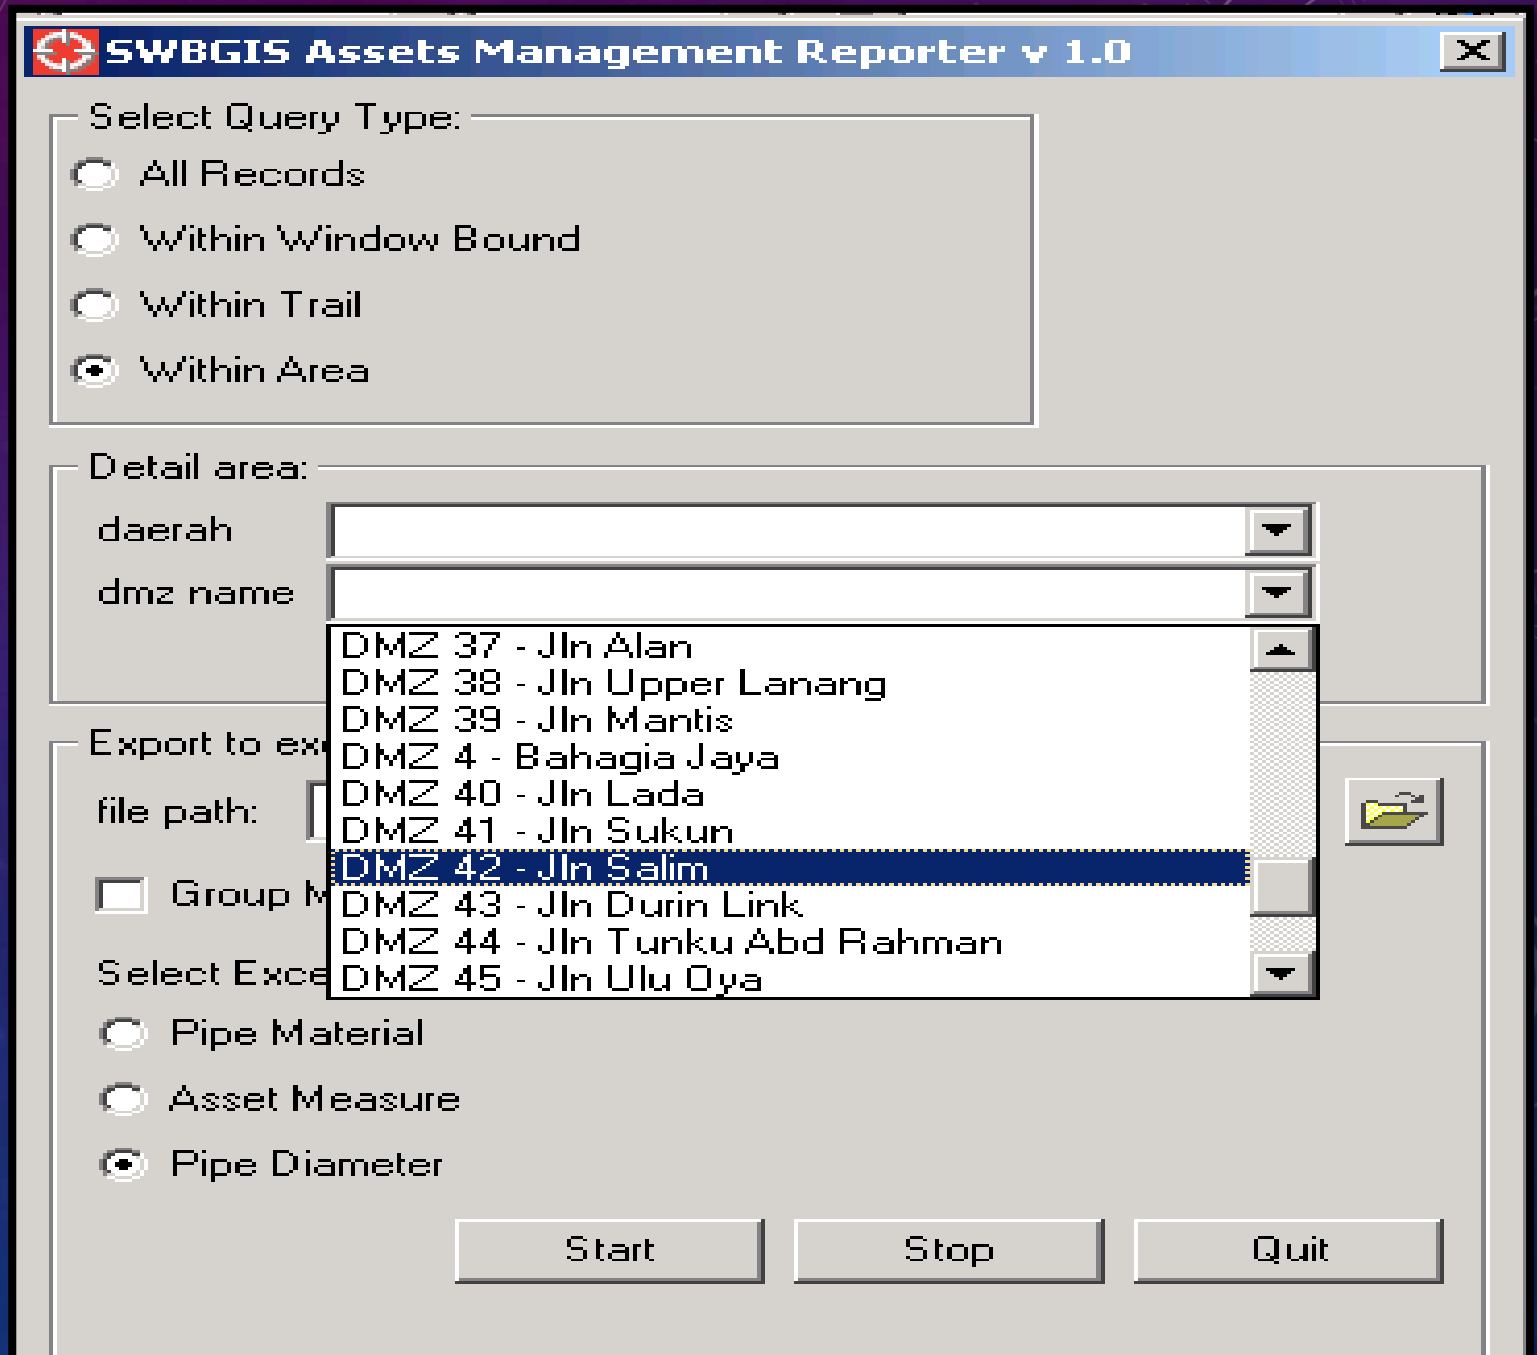 SWBGIS Assets Management Reporter v 1.0
Select Query Type:
All Records
Within Window Bound
Within Trail
Within Area
Detail area:
daerah
dmz name
DMZ 37 - Jln Alan
DMZ 38 - Jln Upper Lanang
DMZ 39 - Jln Mantis
DMZ 4 - Bahagia Jaya
DMZ 40 - Jln Lada
DMZ 41 - Jln Sukun
DMZ 42 - Jln Salim
DMZ 43 - Jln Durin Link
DMZ 44 - Jln Tunku Abd Rahman
DMZ 45 - Jln Ulu Oya
Export to
file path:
Group
Select
Pipe Material
Asset Measure
Pipe Diameter
Start Stop Quit